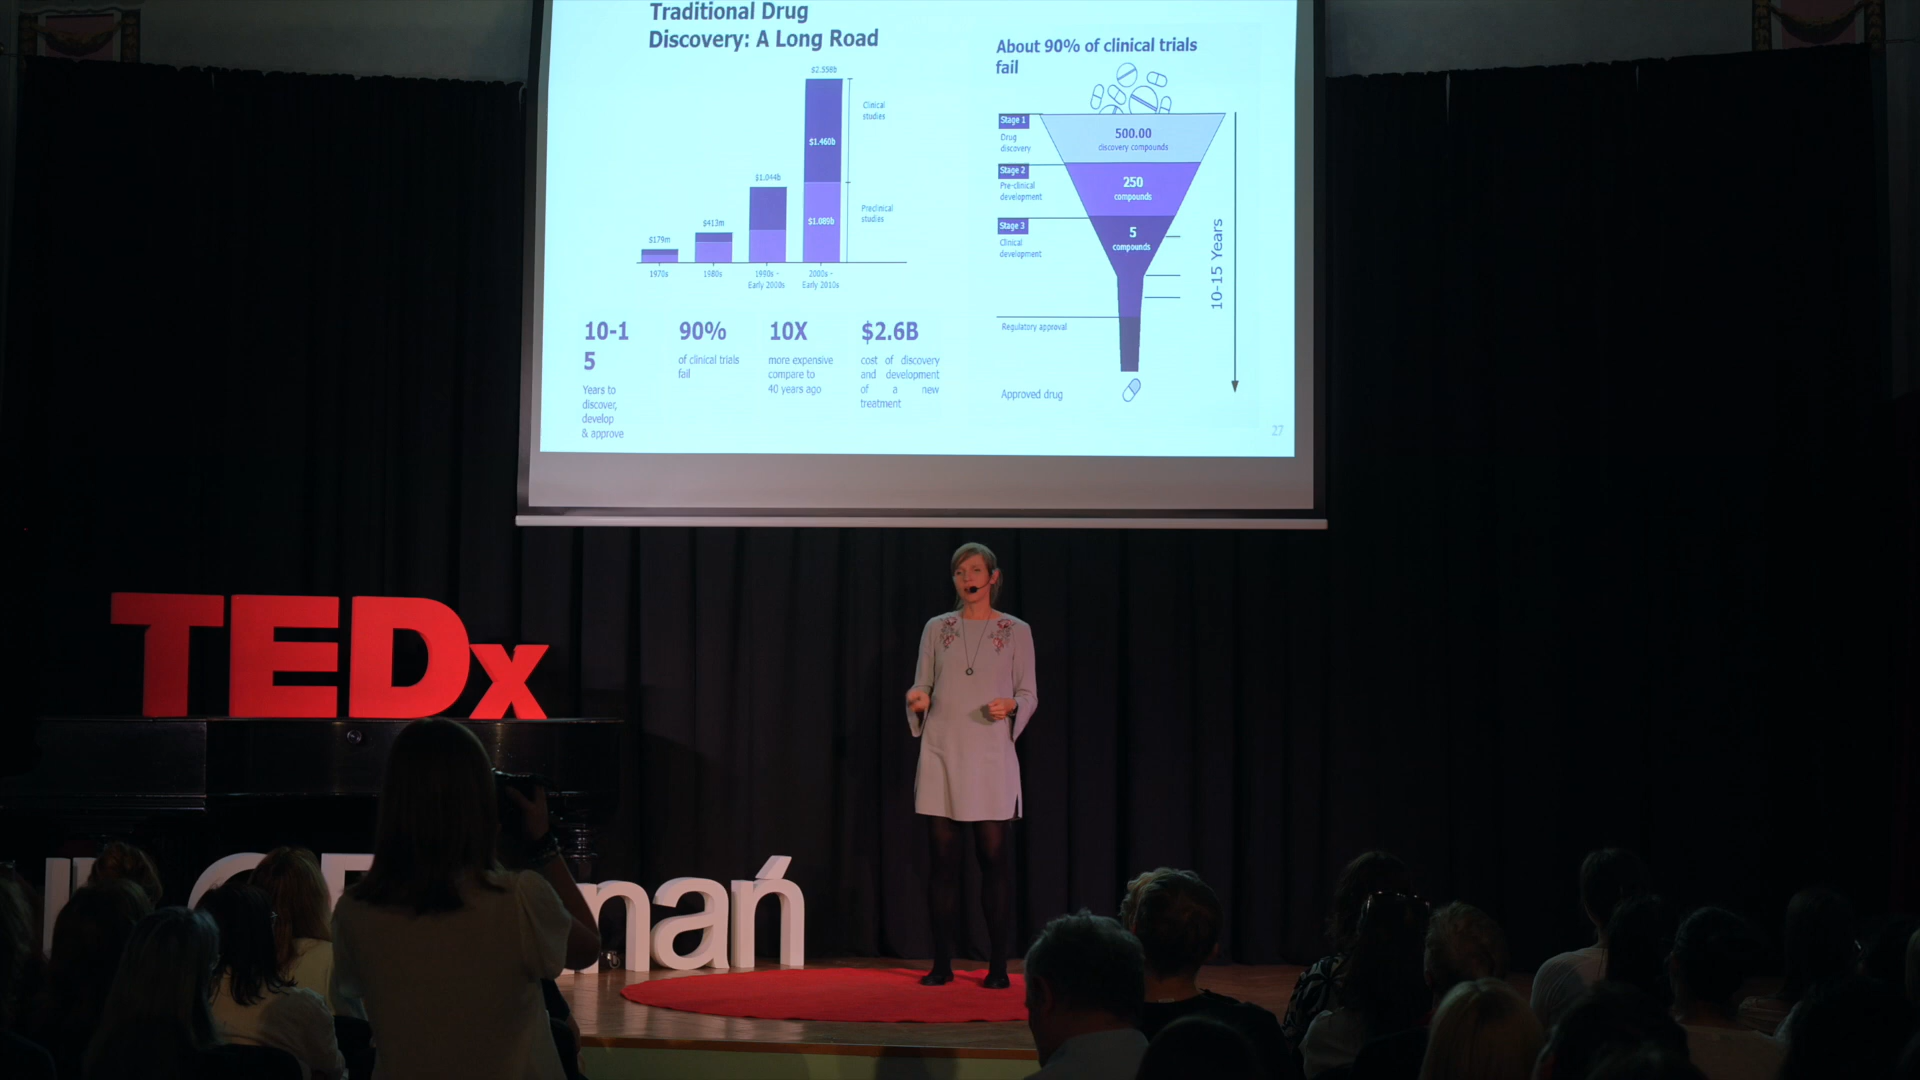 Traditional Drug
Discovery: A Long Road
$2.558b
Clinical
studies
$1.460b
$1.044b
Preclinical
studies
$1.089b
$413m
$179m
1970s
1980s
1990s -
Early 2000s
2000s -
Early 2010s
10-1
5
Years to
discover,
develop
& approve
90%
of clinical trials
fail
10X
more expensive
compare to
40 years ago
$2.6B
cost of discovery
and development
of a new
treatment
About 90% of clinical trials
fail
Stage 1
Drug
discovery
500.00
discovery compounds
Stage 2
Pre-clinical
development
250
compounds
Stage 3
Clinical
development
5
compounds
10-15 Years
Regulatory approval
Approved drug
27
TEDx
nań